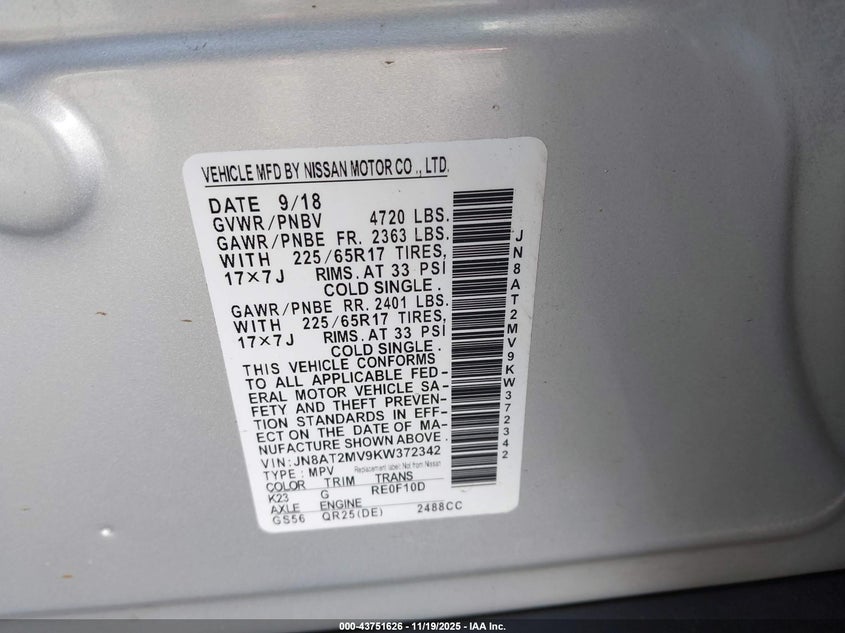 VEHICLE MFD BY NISSAN MOTOR CO., LTD.
DATE 9/18
GVWR/PNBV 4720 LBS.
GAWR/PNBE FR. 2363 LBS.
WITH 225/65R17 TIRES,
17×7J RIMS. AT 33 PSI
COLD SINGLE.
GAWR/PNBE RR. 2401 LBS.
WITH 225/65R17 TIRES,
17×7J RIMS. AT 33 PSI
COLD SINGLE.
THIS VEHICLE CONFORMS
TO ALL APPLICABLE FED-
ERAL MOTOR VEHICLE SA-
FETY AND THEFT PREVEN-
TION STANDARDS IN EFF-
ECT ON THE DATE OF MA-
NUFACTURE SHOWN ABOVE.
VIN:JN8AT2MV9KW372342
TYPE:MPV Replacement label: Not from Nissan
COLOR TRIM TRANS
K23 G RE0F10D
AXLE ENGINE
GS56 QR25(DE) 2488CC
JN8AT2MV9KW372342
000-43751626 - 11/19/2025 - IAA Inc.